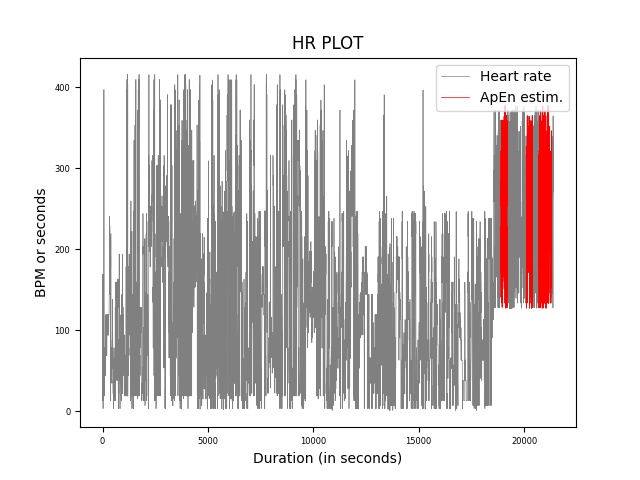 HR PLOT
Heart rate
ApEn estim.
BPM or seconds
400
300
200
100
0
0
5000
10000
15000
20000
Duration (in seconds)